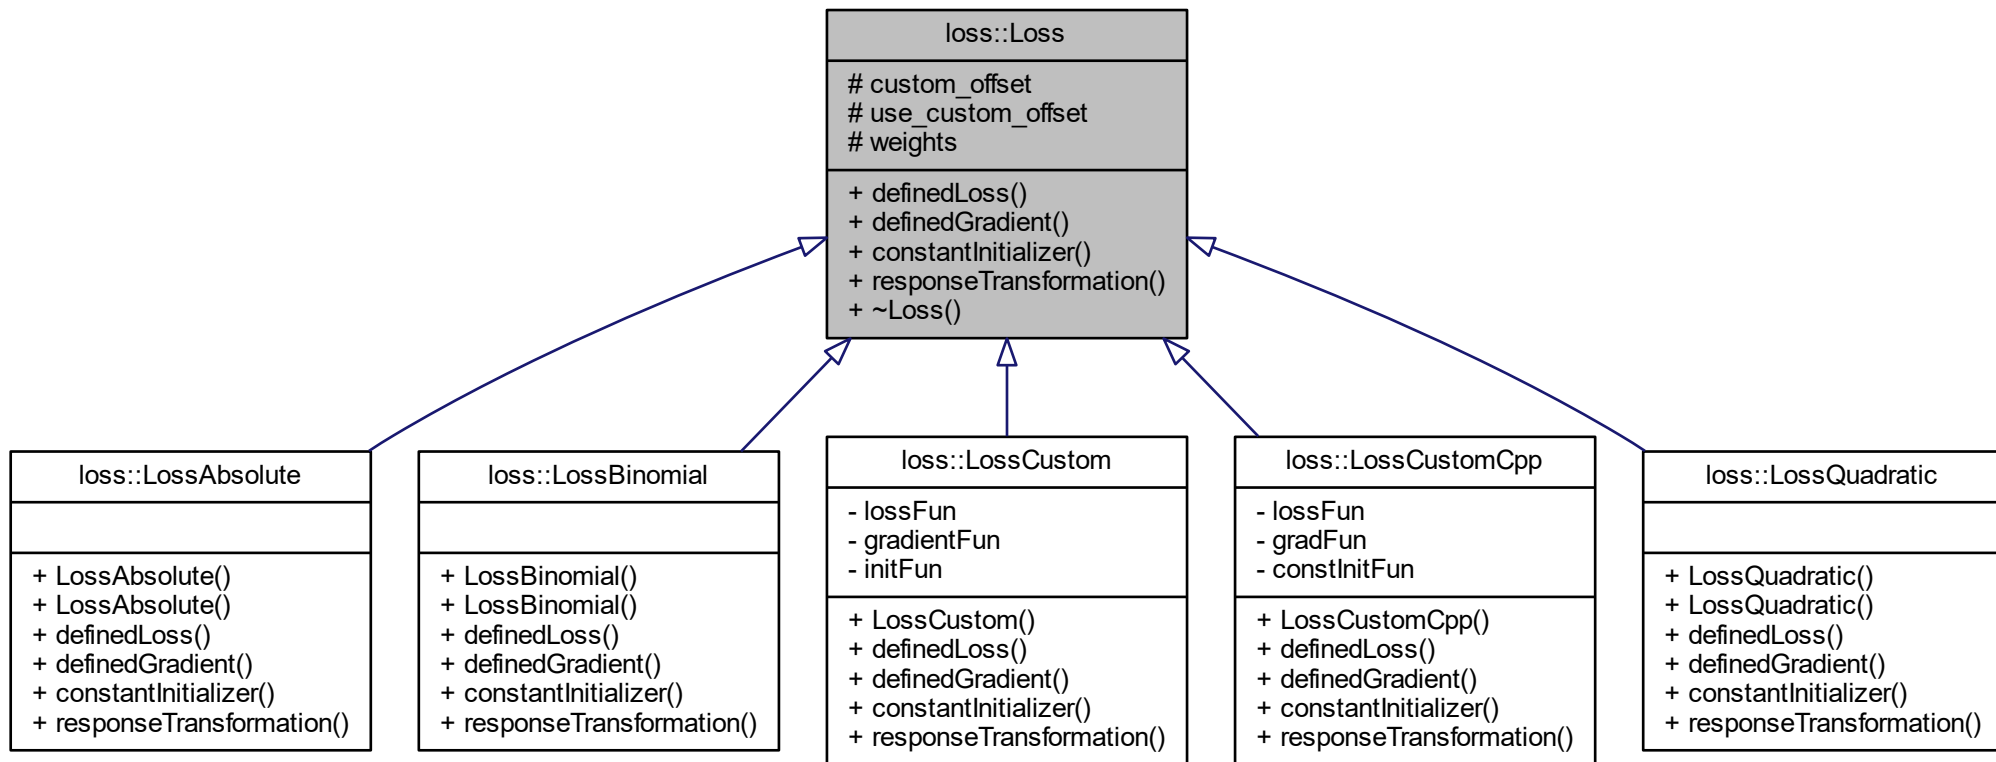 loss::Loss
# custom_offset
# use_custom_offset
# weights
+ definedLoss()
+ definedGradient()
+ constantInitializer()
+ responseTransformation()
+ ~Loss()
loss::LossAbsolute
+ LossAbsolute()
+ LossAbsolute()
+ definedLoss()
+ definedGradient()
+ constantInitializer()
+ responseTransformation()
loss::LossBinomial
+ LossBinomial()
+ LossBinomial()
+ definedLoss()
+ definedGradient()
+ constantInitializer()
+ responseTransformation()
loss::LossCustom
- lossFun
- gradientFun
- initFun
+ LossCustom()
+ definedLoss()
+ definedGradient()
+ constantInitializer()
+ responseTransformation()
loss::LossCustomCpp
- lossFun
- gradFun
- constInitFun
+ LossCustomCpp()
+ definedLoss()
+ definedGradient()
+ constantInitializer()
+ responseTransformation()
loss::LossQuadratic
+ LossQuadratic()
+ LossQuadratic()
+ definedLoss()
+ definedGradient()
+ constantInitializer()
+ responseTransformation()